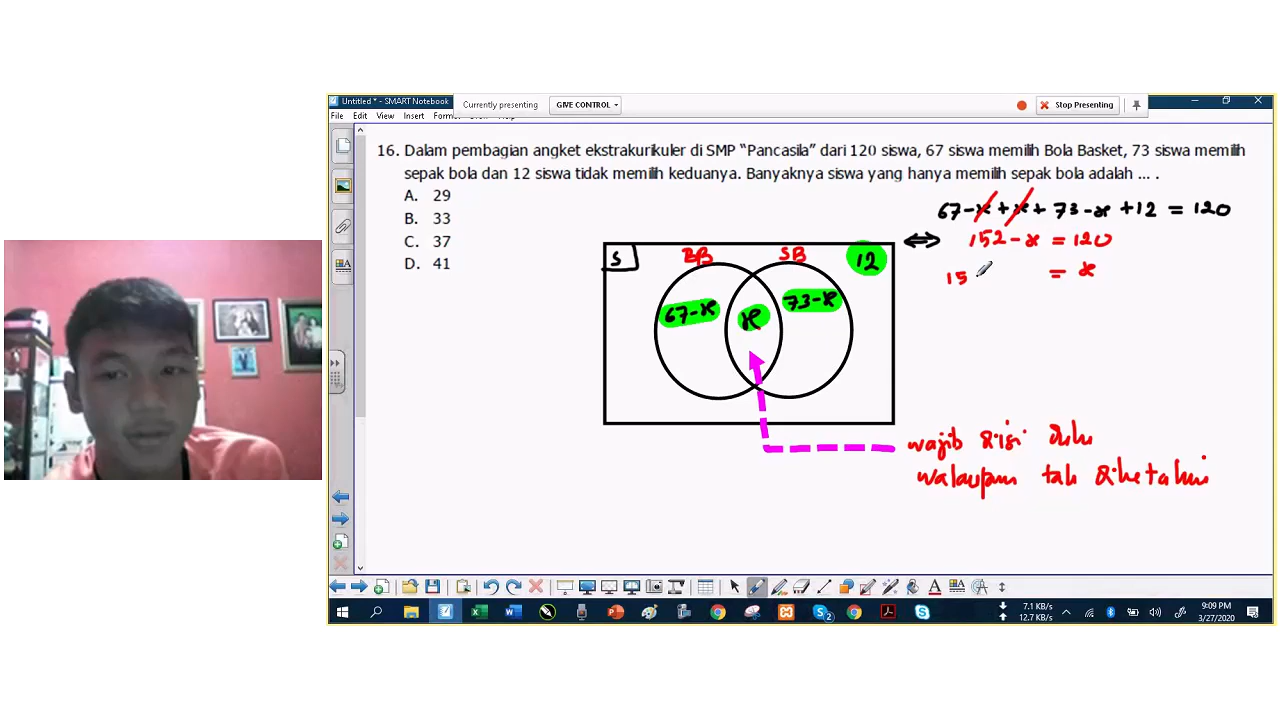 Untitled * - SMART Notebook
Currently presenting
GIVE CONTROL
Stop Presenting
File Edit View Insert
16. Dalam pembagian angket ekstrakurikuler di SMP "Pancasila" dari 120 siswa, 67 siswa memilih Bola Basket, 73 siswa memilih
sepak bola dan 12 siswa tidak memilih keduanya. Banyaknya siswa yang hanya memilih sepak bola adalah ... .
A. 29
B. 33
C. 37
D. 41
67-x+x+73-x+12=120
⇔ 152-x=120
15 = x
S
BB
SB
12
67-x
x
73-x
wajib diisi dulu
walaupun tak diketahui
7.1 KB/s
12.7 KB/s
9:09 PM
3/27/2020